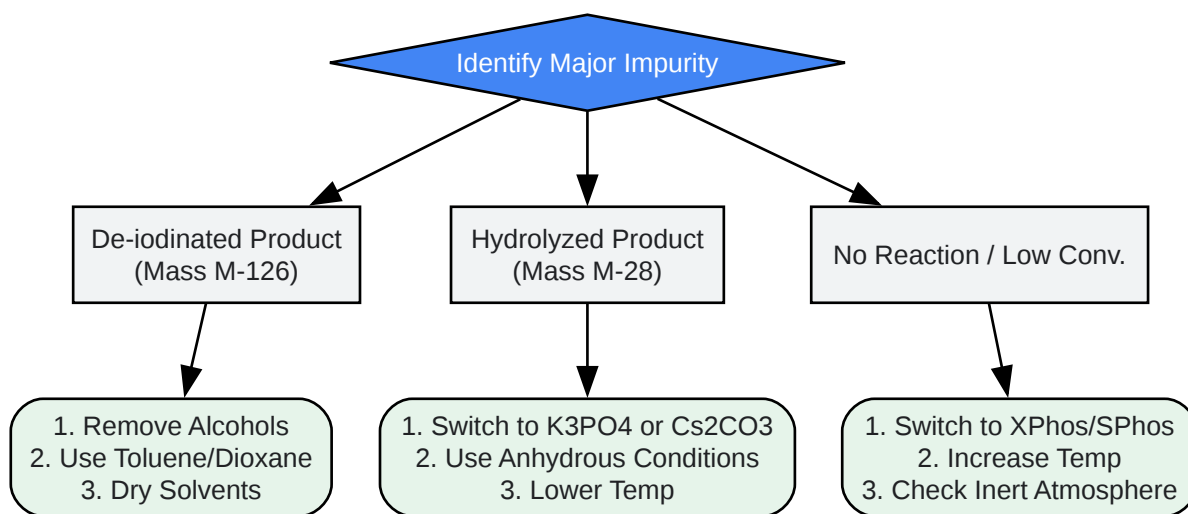 Identify Major Impurity
De-iodinated Product
(Mass M-126)
Hydrolyzed Product
(Mass M-28)
No Reaction / Low Conv.
1. Remove Alcohols
2. Use Toluene/Dioxane
3. Dry Solvents
1. Switch to K3PO4 or Cs2CO3
2. Use Anhydrous Conditions
3. Lower Temp
1. Switch to XPhos/SPhos
2. Increase Temp
3. Check Inert Atmosphere